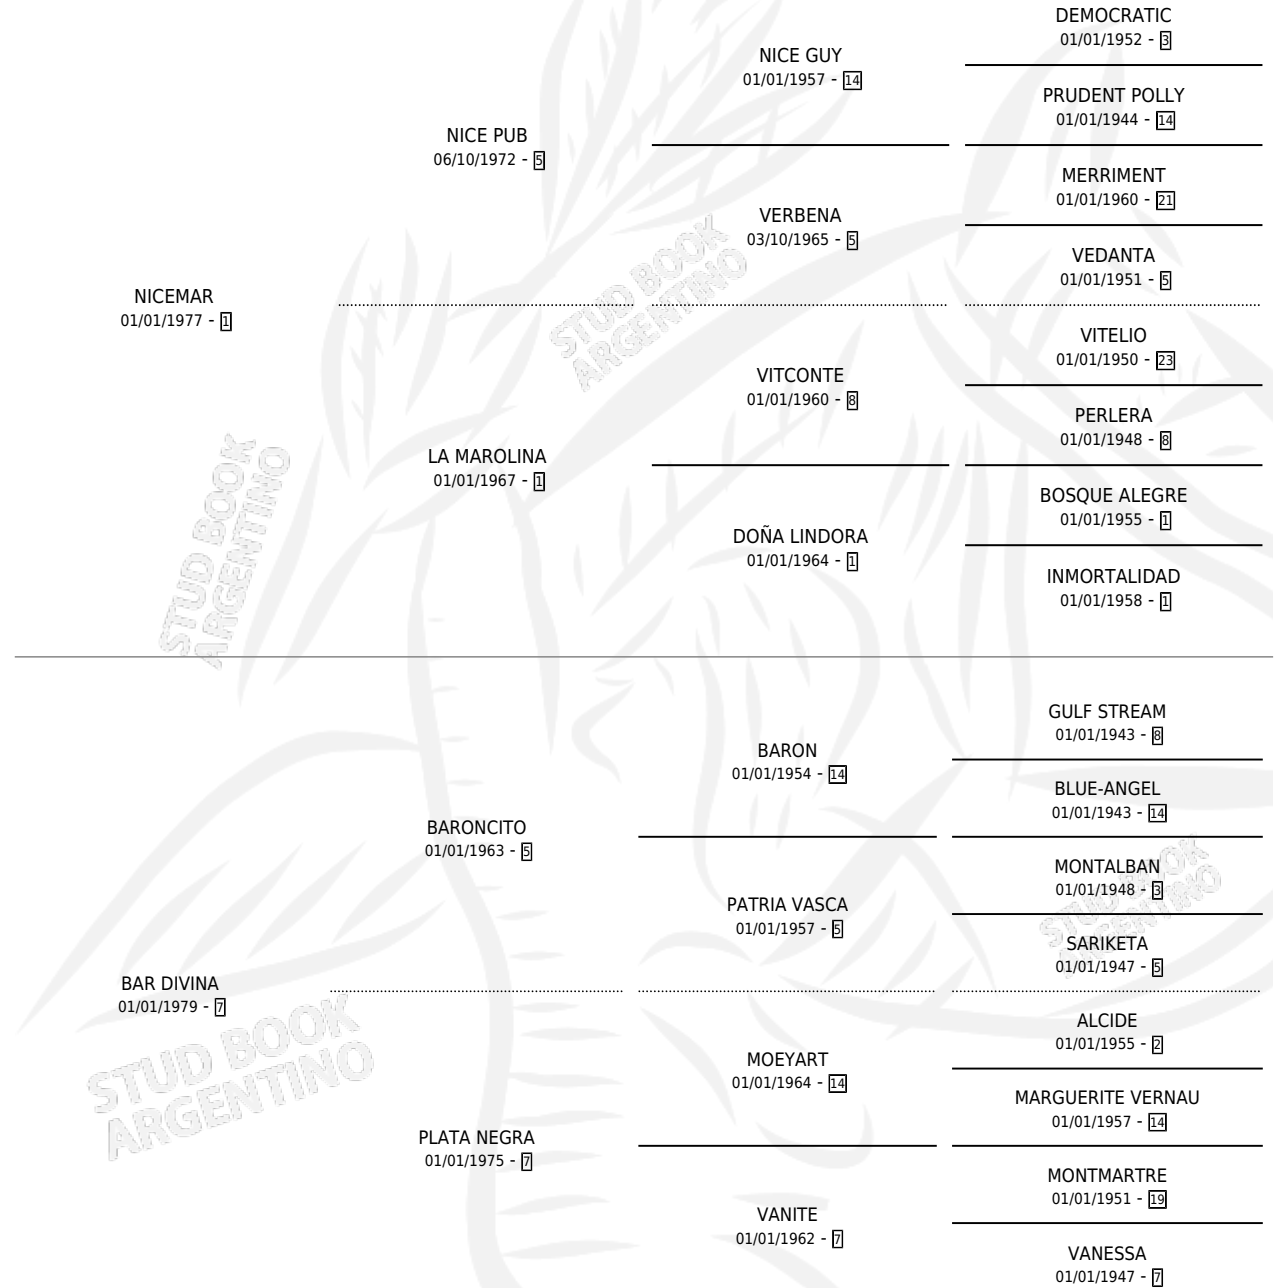 DEMOCRATIC
01/01/1952 - 3
NICE GUY
01/01/1957 - 14
PRUDENT POLLY
01/01/1944 - 14
NICE PUB
06/10/1972 - 5
MERRIMENT
01/01/1960 - 21
VERBENA
03/10/1965 - 5
VEDANTA
01/01/1951 - 5
NICEMAR
01/01/1977 - 1
VITELIO
01/01/1950 - 23
VITCONTE
01/01/1960 - 8
PERLERA
01/01/1948 - 8
LA MAROLINA
01/01/1967 - 1
BOSQUE ALEGRE
01/01/1955 - 1
DOÑA LINDORA
01/01/1964 - 1
INMORTALIDAD
01/01/1958 - 1
GULF STREAM
01/01/1943 - 8
BARON
01/01/1954 - 14
BLUE-ANGEL
01/01/1943 - 14
BARONCITO
01/01/1963 - 5
MONTALBAN
01/01/1948 - 3
PATRIA VASCA
01/01/1957 - 5
SARIKETA
01/01/1947 - 5
BAR DIVINA
01/01/1979 - 7
ALCIDE
01/01/1955 - 2
MOEYART
01/01/1964 - 14
MARGUERITE VERNAU
01/01/1957 - 14
PLATA NEGRA
01/01/1975 - 7
MONTMARTRE
01/01/1951 - 19
VANITE
01/01/1962 - 7
VANESSA
01/01/1947 - 7
STUD BOOK
ARGENTINO
STUD BOOK
ARGENTINO
STUD BOOK
ARGENTINO
STUD BOOK
ARGENTINO